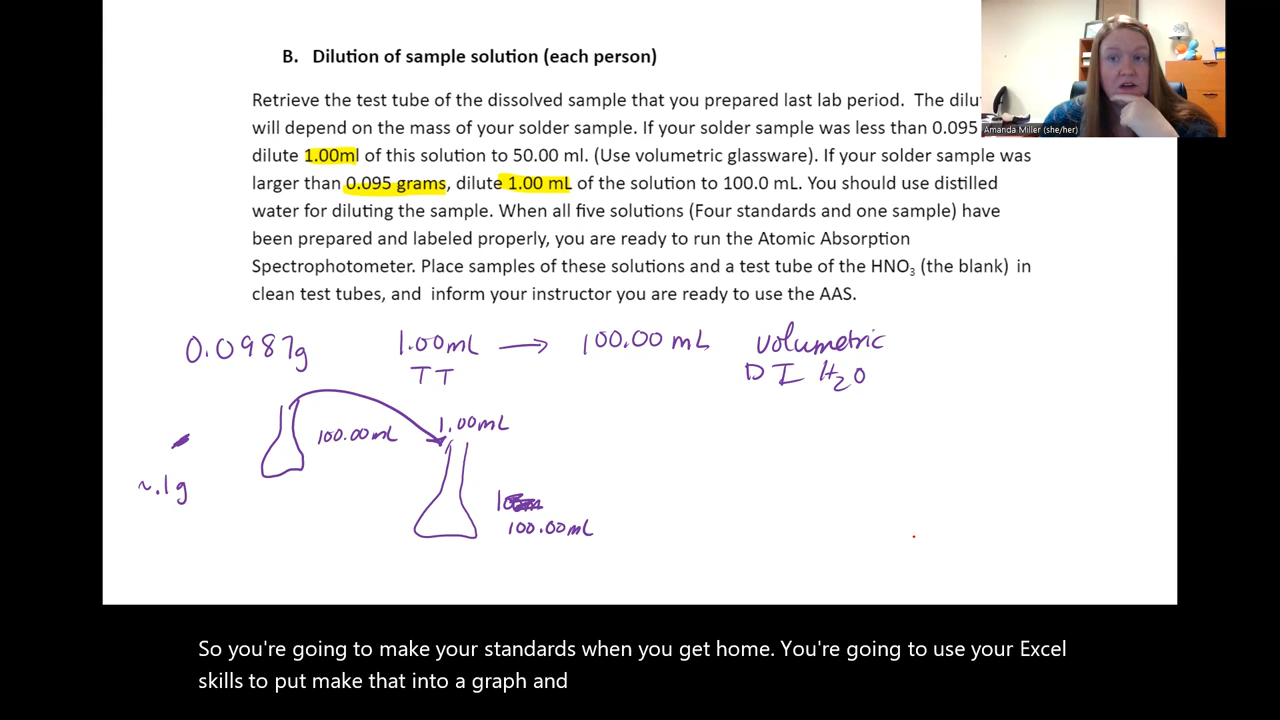 B. Dilution of sample solution (each person)
Retrieve the test tube of the dissolved sample that you prepared last lab period. The dilut
will depend on the mass of your solder sample. If your solder sample was less than 0.095
dilute 1.00ml of this solution to 50.00 ml. (Use volumetric glassware). If your solder sample was
larger than 0.095 grams, dilute 1.00 mL of the solution to 100.0 mL. You should use distilled
water for diluting the sample. When all five solutions (Four standards and one sample) have
been prepared and labeled properly, you are ready to run the Atomic Absorption
Spectrophotometer. Place samples of these solutions and a test tube of the HNO₃ (the blank) in
clean test tubes, and inform your instructor you are ready to use the AAS.
Amanda Miller (she/her)
0.0987g 1.00mL → 100.00 mL volumetric
TT DI H₂O
100.00mL 1.00mL
~.1g
100.00mL
So you're going to make your standards when you get home. You're going to use your Excel
skills to put make that into a graph and